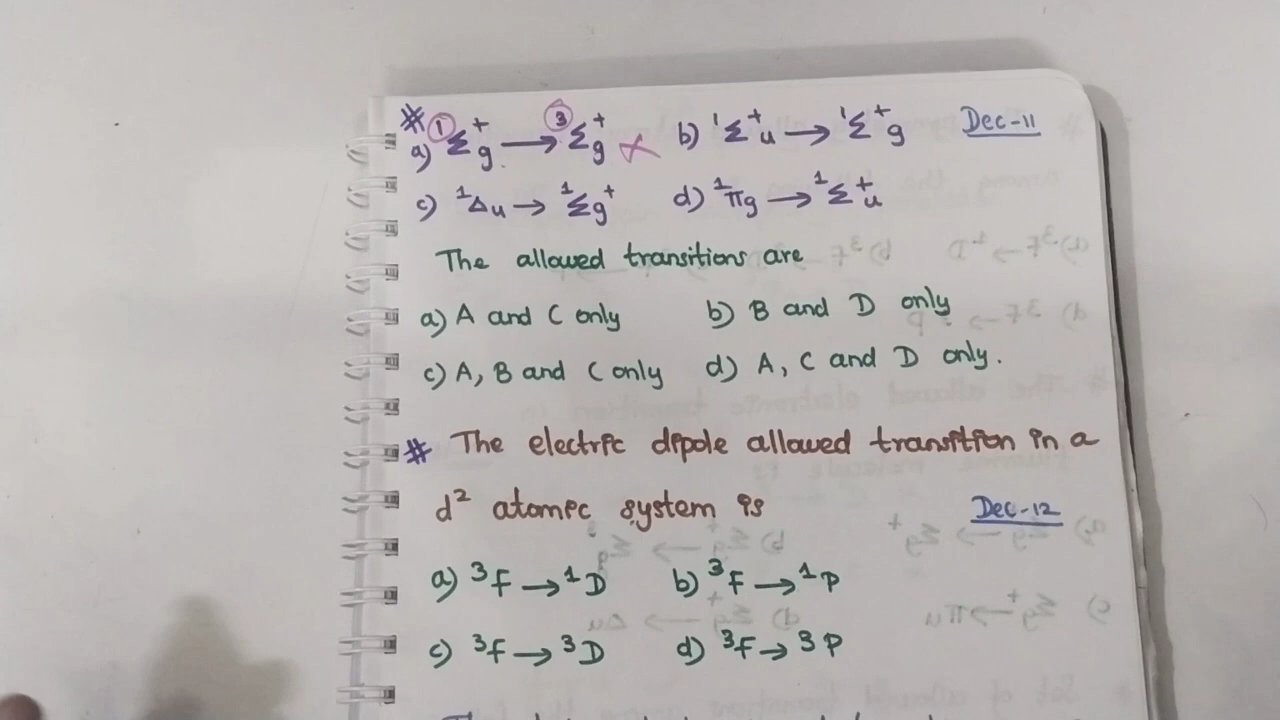 # a) ¹Σg⁺ → ³Σg⁺ ✗ b) ¹Σ⁺u → ¹Σ⁺g Dec-11
c) ¹Δu → ¹Σg⁺ d) ¹πg → ¹Σ⁺u
The allowed transitions are
a) A and C only b) B and D only
c) A, B and C only d) A, C and D only.
# The electric dipole allowed transition in a
d² atomic system is Dec-12
a) ³F → ¹D b) ³F → ¹P
c) ³F → ³D d) ³F → ³P